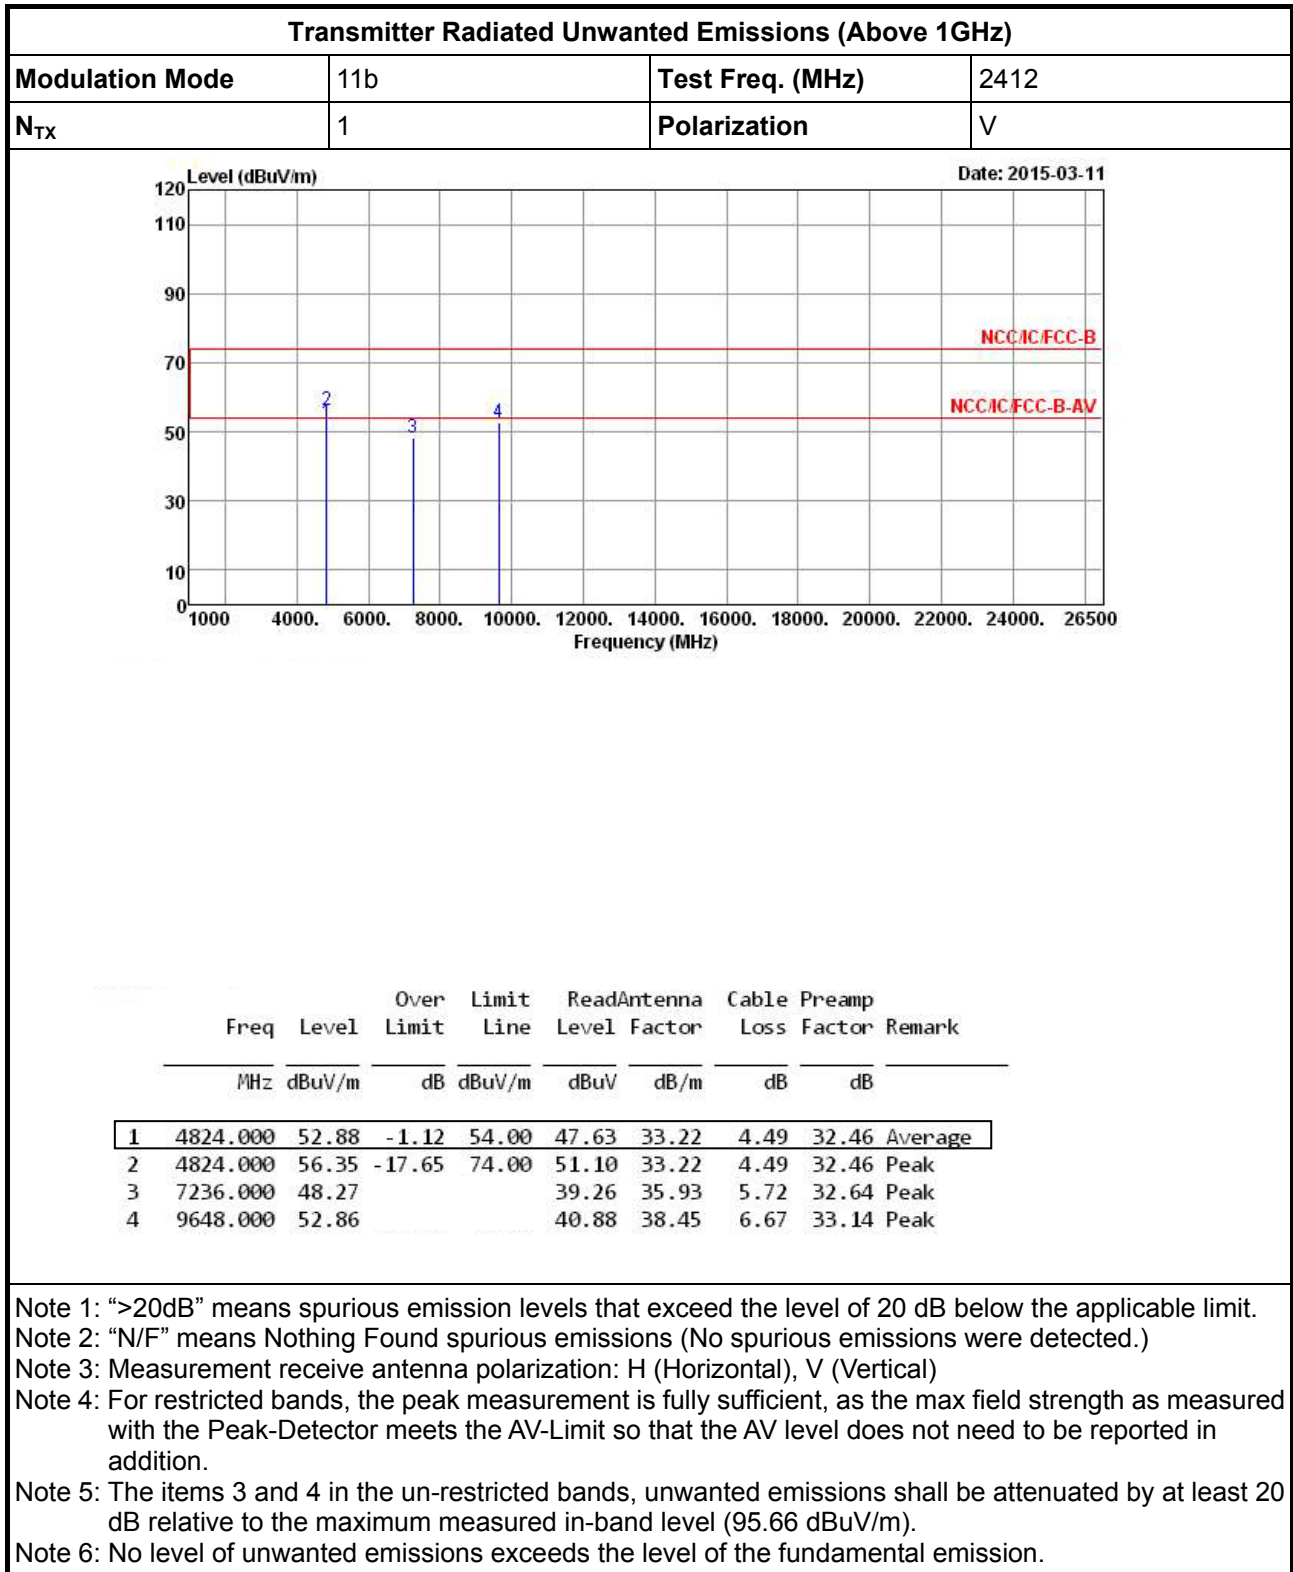 Transmitter Radiated Unwanted Emissions (Above 1GHz)
Modulation Mode 11b Test Freq. (MHz) 2412
NTX 1 Polarization V
Level (dBuV/m) Date: 2015-03-11
120
110
90
NCC/IC/FCC-B
70
2
4 NCC/IC/FCC-B-AV
3
50
30
10
0
1000 4000. 6000. 8000. 10000. 12000. 14000. 16000. 18000. 20000. 22000. 24000. 26500
Frequency (MHz)
Over Limit ReadAntenna Cable Preamp
Freq Level Limit Line Level Factor Loss Factor Remark
MHz dBuV/m dB dBuV/m dBuV dB/m dB dB
1 4824.000 52.88 -1.12 54.00 47.63 33.22 4.49 32.46 Average
2 4824.000 56.35 -17.65 74.00 51.10 33.22 4.49 32.46 Peak
3 7236.000 48.27 39.26 35.93 5.72 32.64 Peak
4 9648.000 52.86 40.88 38.45 6.67 33.14 Peak
Note 1: “>20dB” means spurious emission levels that exceed the level of 20 dB below the applicable limit.
Note 2: “N/F” means Nothing Found spurious emissions (No spurious emissions were detected.)
Note 3: Measurement receive antenna polarization: H (Horizontal), V (Vertical)
Note 4: For restricted bands, the peak measurement is fully sufficient, as the max field strength as measured
with the Peak-Detector meets the AV-Limit so that the AV level does not need to be reported in
addition.
Note 5: The items 3 and 4 in the un-restricted bands, unwanted emissions shall be attenuated by at least 20
dB relative to the maximum measured in-band level (95.66 dBuV/m).
Note 6: No level of unwanted emissions exceeds the level of the fundamental emission.